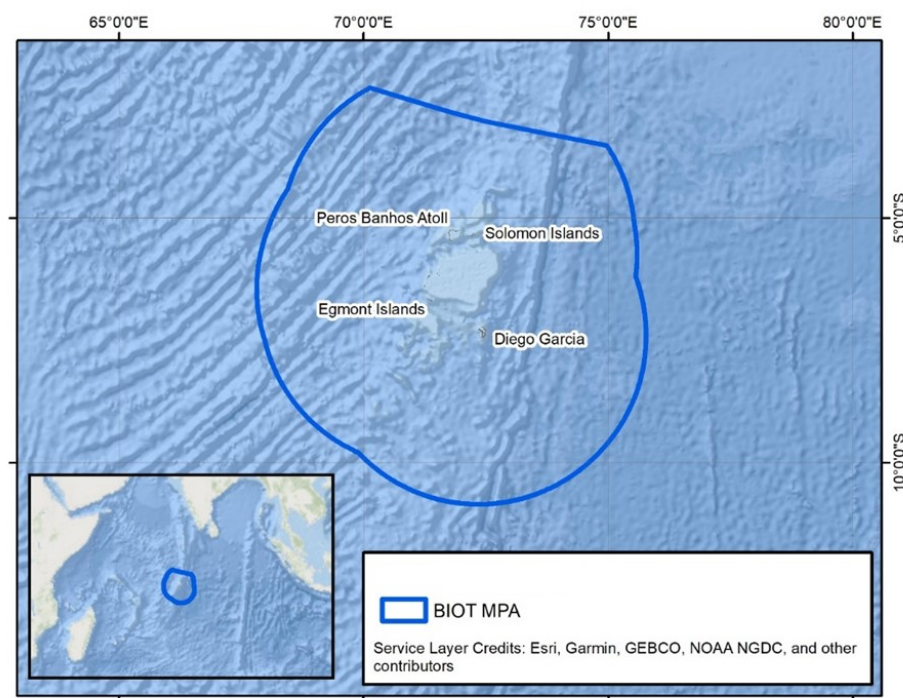 65°0'0"E
70°0'0"E
75°0'0"E
80°0'0"E
Peros Banhos Atoll
5°0'0"S
Solomon Islands
Egmont Islands
Diego Garcia
10°0'0"S
BIOT MPA
Service Layer Credits: Esri, Garmin, GEBCO, NOAA NGDC, and other
contributors